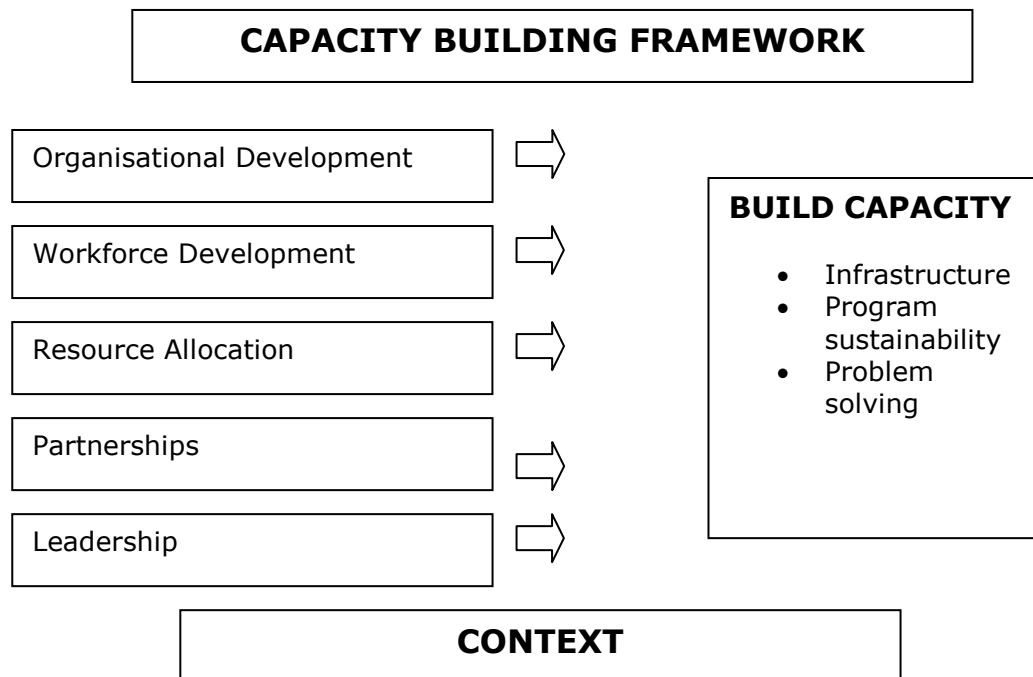 CAPACITY BUILDING FRAMEWORK
Organisational Development
Workforce Development
Resource Allocation
Partnerships
Leadership
BUILD CAPACITY
• Infrastructure
• Program
sustainability
• Problem
solving
CONTEXT